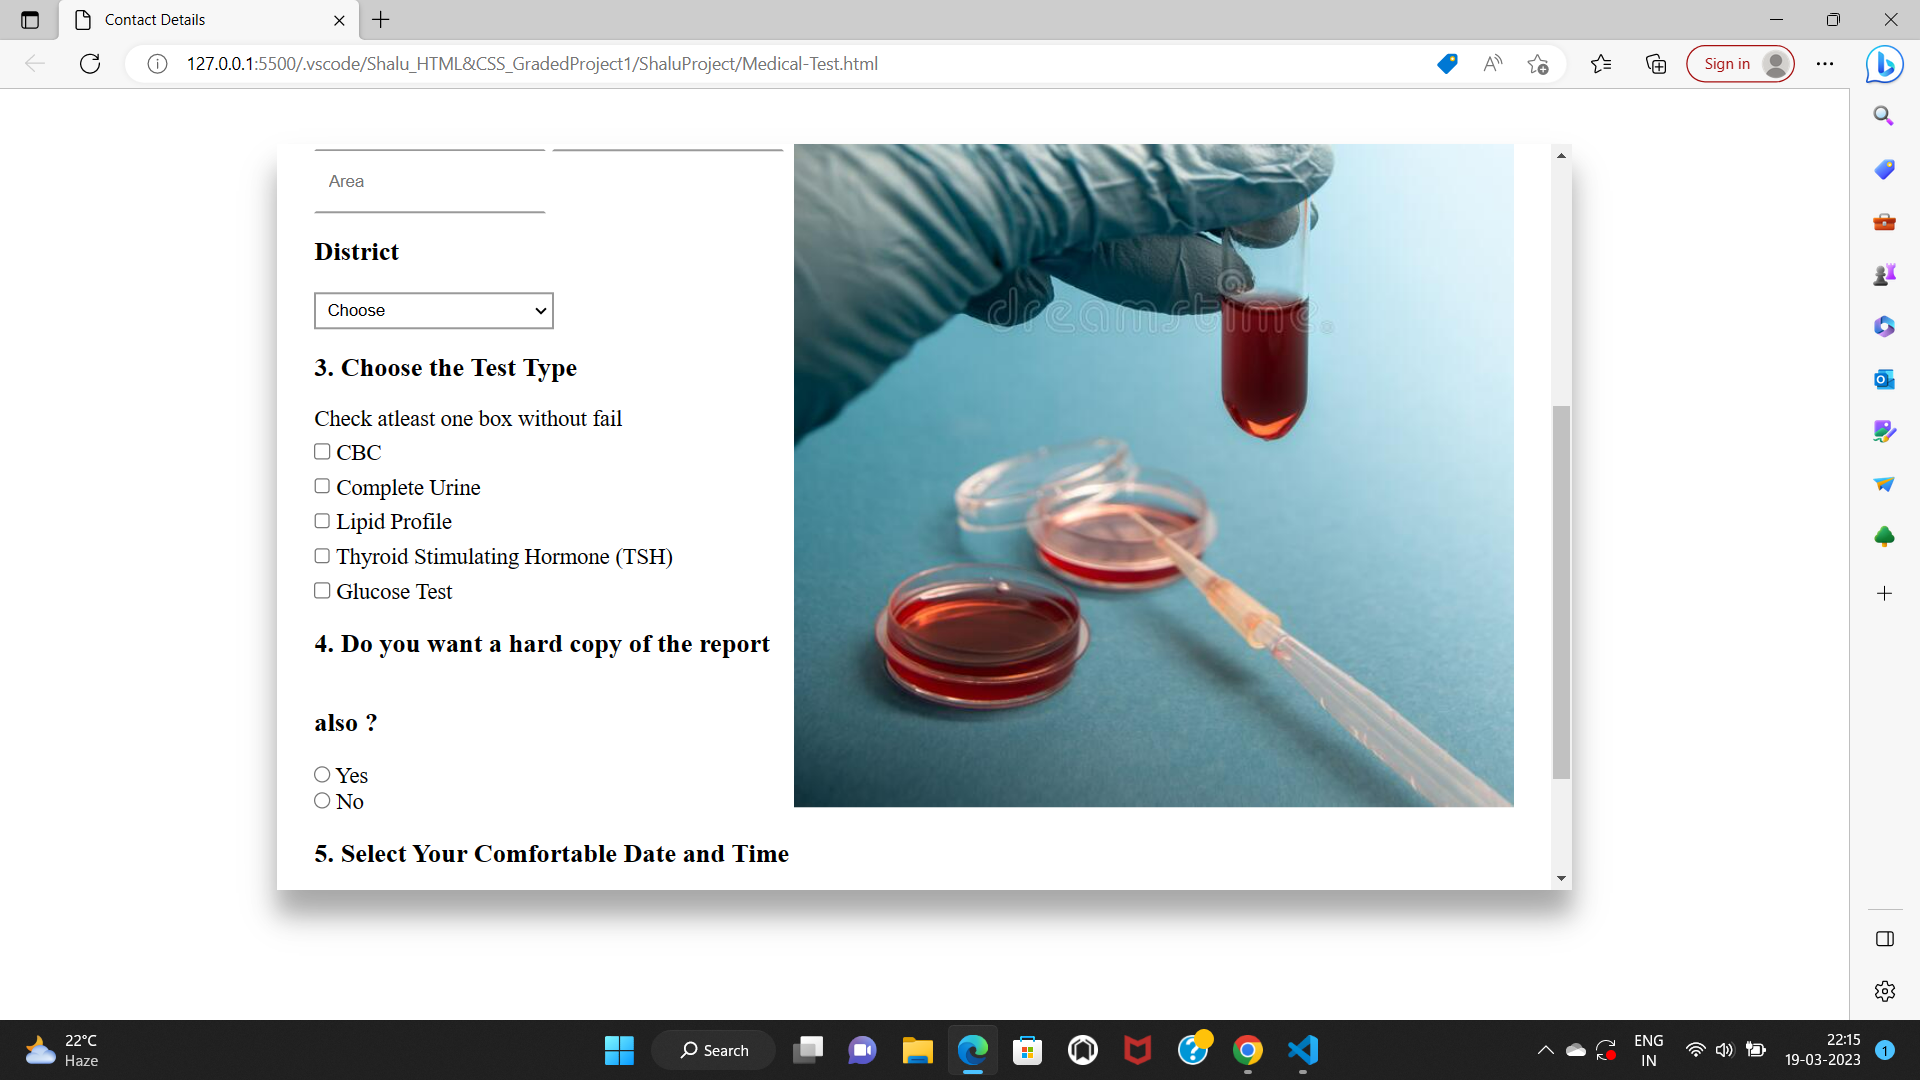 Contact Details
127.0.0.1:5500/.vscode/Shalu_HTML&CSS_GradedProject1/ShaluProject/Medical-Test.html
Sign in
Area
District
Choose
3. Choose the Test Type
Check atleast one box without fail
CBC
Complete Urine
Lipid Profile
Thyroid Stimulating Hormone (TSH)
Glucose Test
4. Do you want a hard copy of the report
also ?
Yes
No
5. Select Your Comfortable Date and Time
dreamstime
22°C
Haze
Search
ENG
IN
22:15
19-03-2023
1